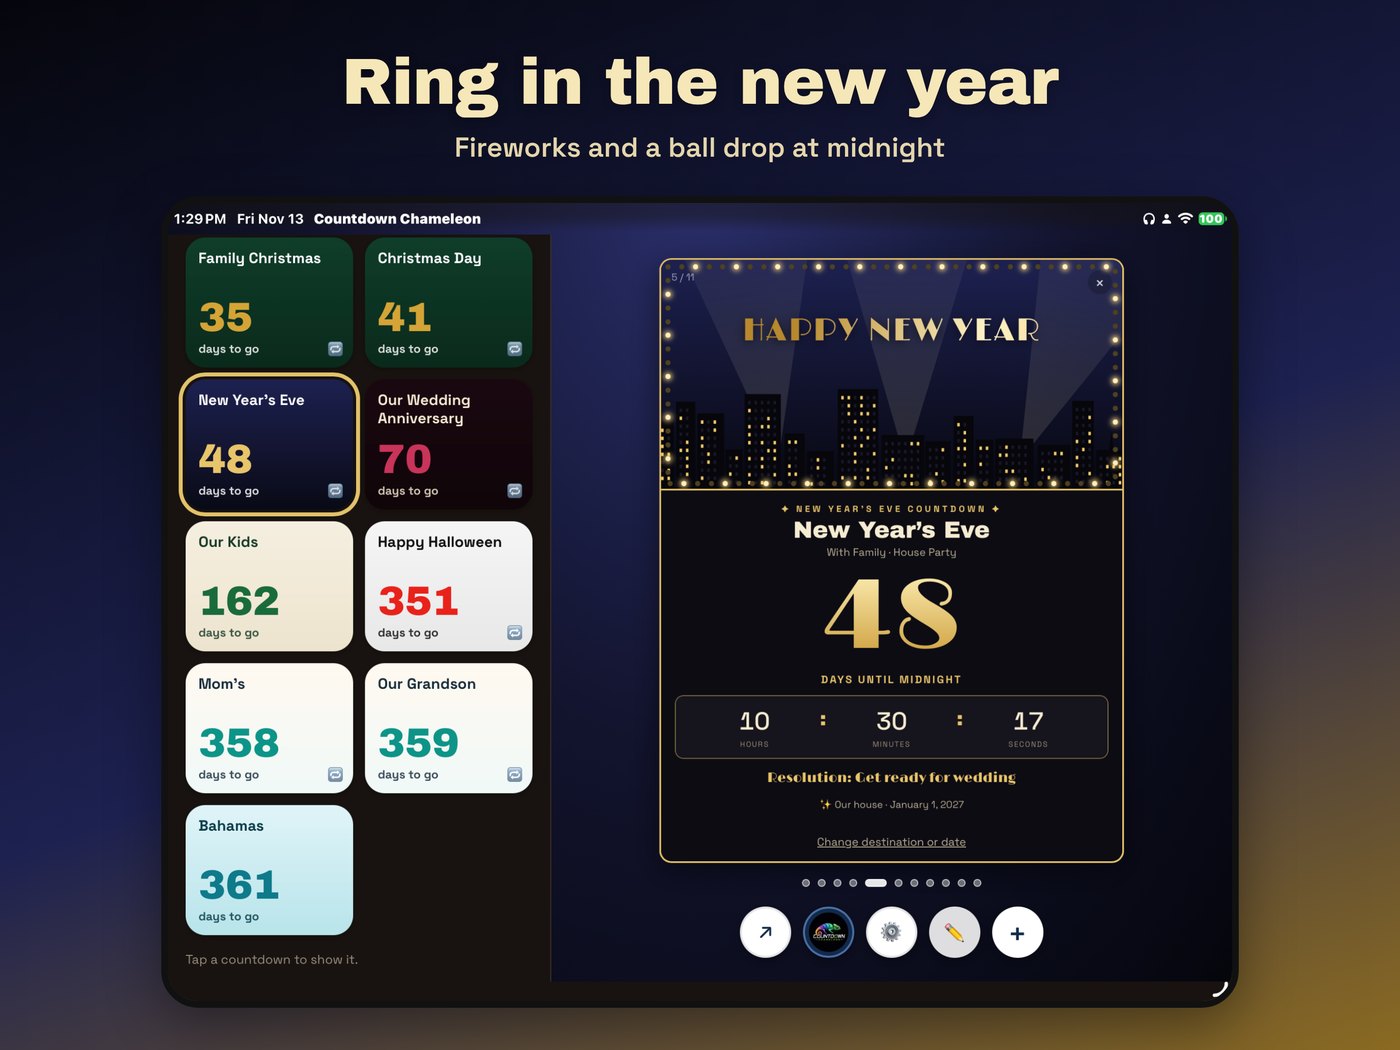 Ring in the new year
Fireworks and a ball drop at midnight
1:29 PM Fri Nov 13 Countdown Chameleon
100
Family Christmas
35
days to go
Christmas Day
41
days to go
New Year's Eve
48
days to go
Our Wedding
Anniversary
70
days to go
Our Kids
162
days to go
Happy Halloween
351
days to go
Mom's
358
days to go
Our Grandson
359
days to go
Bahamas
361
days to go
Tap a countdown to show it.
5 / 11
×
HAPPY NEW YEAR
✦ NEW YEAR'S EVE COUNTDOWN ✦
New Year's Eve
With Family · House Party
48
DAYS UNTIL MIDNIGHT
10 : 30 : 17
HOURS MINUTES SECONDS
Resolution: Get ready for wedding
✨ Our house · January 1, 2027
Change destination or date
COUNTDOWN
+